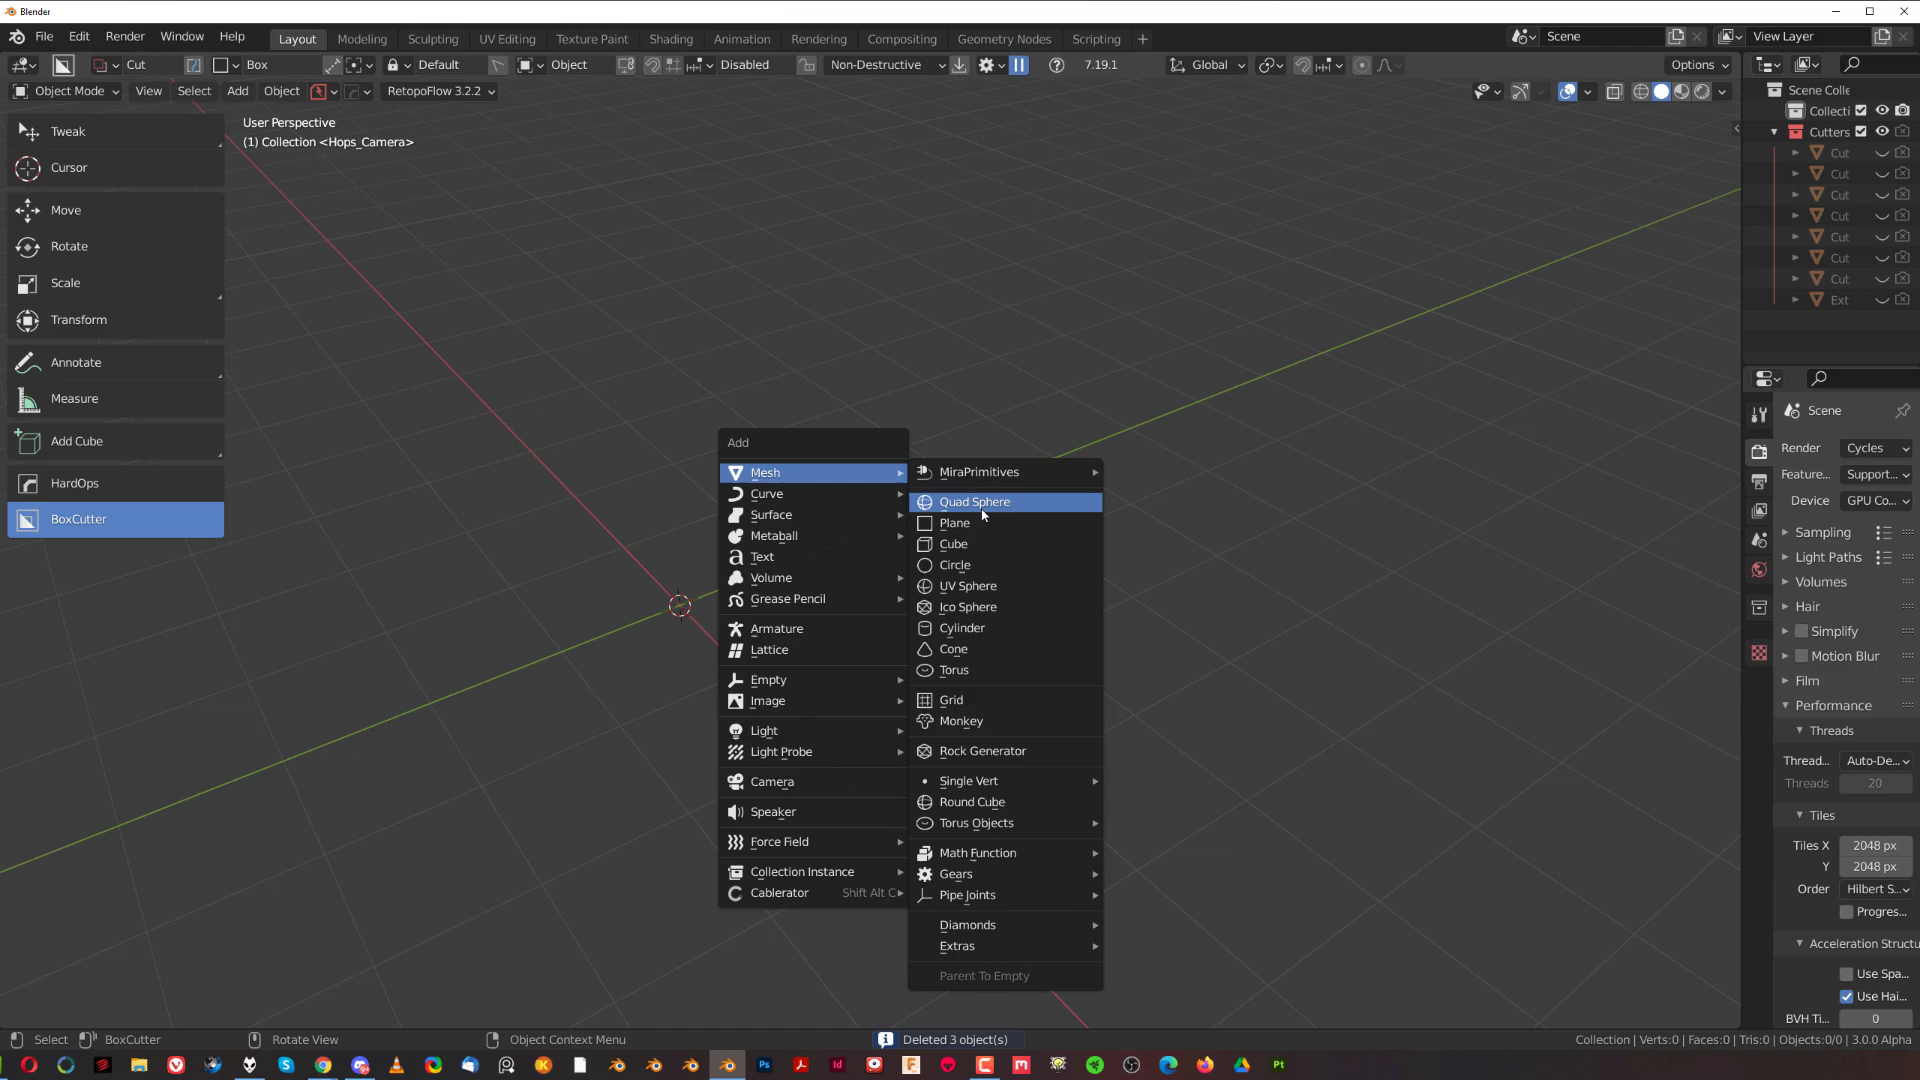 Blender
File Edit Render Window Help Layout Modeling Sculpting UV Editing Texture Paint Shading Animation Rendering Compositing Geometry Nodes Scripting + Scene View Layer
Cut Box Default Object Disabled Non-Destructive 7.19.1 Global Options
Object Mode View Select Add Object RetopoFlow 3.2.2
User Perspective
(1) Collection <Hops_Camera>
Tweak
Cursor
Move
Rotate
Scale
Transform
Annotate
Measure
Add Cube
HardOps
BoxCutter
Add
Mesh
Curve
Surface
Metaball
Text
Volume
Grease Pencil
Armature
Lattice
Empty
Image
Light
Light Probe
Camera
Speaker
Force Field
Collection Instance
Cablerator Shift Alt C
MiraPrimitives
Quad Sphere
Plane
Cube
Circle
UV Sphere
Ico Sphere
Cylinder
Cone
Torus
Grid
Monkey
Rock Generator
Single Vert
Round Cube
Torus Objects
Math Function
Gears
Pipe Joints
Diamonds
Extras
Parent To Empty
Scene Colle
Collecti
Cutters
Cut
Cut
Cut
Cut
Cut
Cut
Cut
Ext
Scene
Render Cycles
Feature... Support...
Device GPU Co...
Sampling
Light Paths
Volumes
Hair
Simplify
Motion Blur
Film
Performance
Threads
Thread... Auto-De...
Threads 20
Tiles
Tiles X 2048 px
Y 2048 px
Order Hilbert S...
Progres...
Acceleration Structu
Use Spa...
Use Hai...
BVH Ti... 0
Select BoxCutter Rotate View Object Context Menu Deleted 3 object(s) Collection | Verts:0 | Faces:0 | Tris:0 | Objects:0/0 | 3.0.0 Alpha
Ps Id Pt